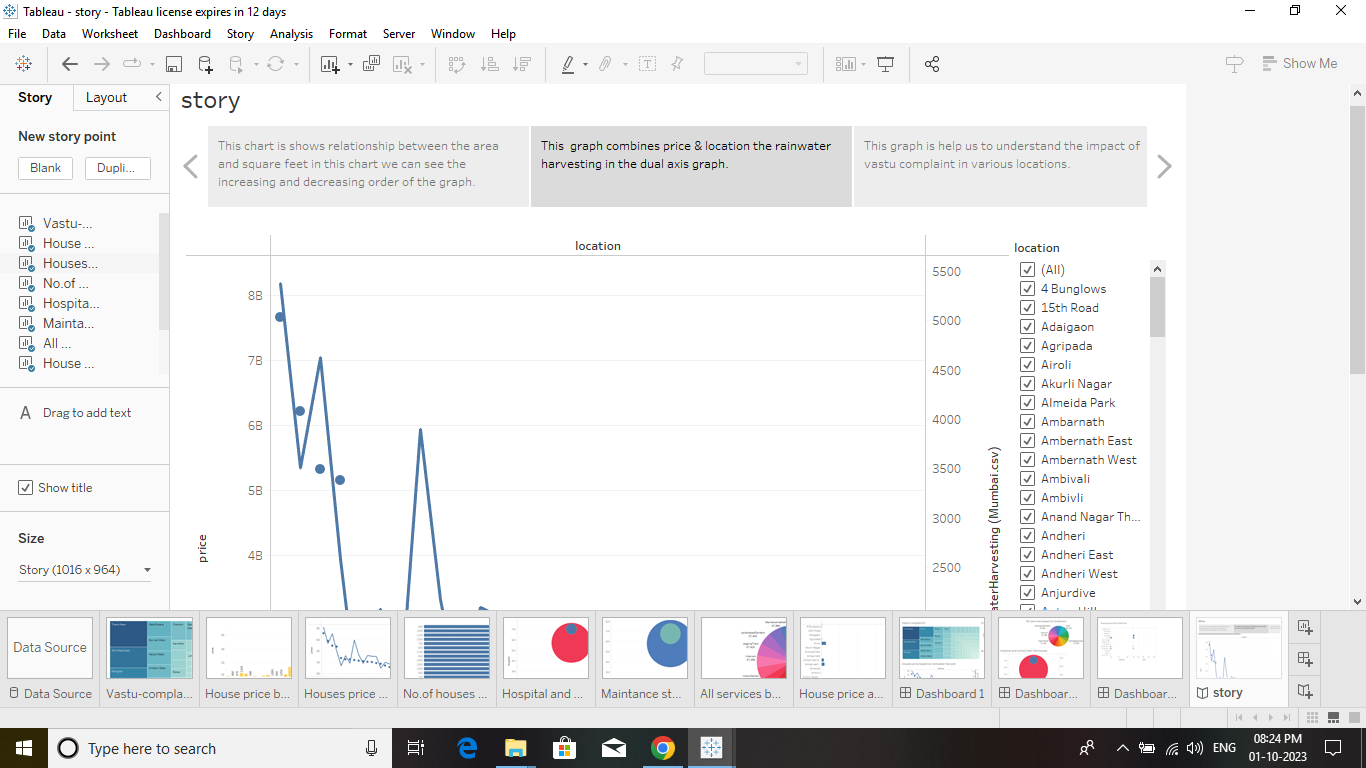 Tableau - story - Tableau license expires in 12 days
File Data Worksheet Dashboard Story Analysis Format Server Window Help
Show Me
Story Layout
New story point
Blank Dupli...
Vastu-...
House ...
Houses...
No.of ...
Hospita...
Mainta...
All ...
House ...
A Drag to add text
Show title
Size
Story (1016 x 964)
story
This chart is shows relationship between the area
and square feet in this chart we can see the
increasing and decreasing order of the graph.
This graph combines price & location the rainwater
harvesting in the dual axis graph.
This graph is help us to understand the impact of
vastu complaint in various locations.
location
8B
7B
6B
5B
4B
price
5500
5000
4500
4000
3500
3000
2500
aterHarvesting (Mumbai.csv)
location
(All)
4 Bunglows
15th Road
Adaigaon
Agripada
Airoli
Akurli Nagar
Almeida Park
Ambarnath
Ambernath East
Ambernath West
Ambivali
Ambivli
Anand Nagar Th...
Andheri
Andheri East
Andheri West
Anjurdive
Data Source
Data Source Vastu-compla... House price b... Houses price ... No.of houses ... Hospital and ... Maintance st... All services b... House price a... Dashboard 1 Dashboar... Dashboar... story
Type here to search
ENG
08:24 PM
01-10-2023